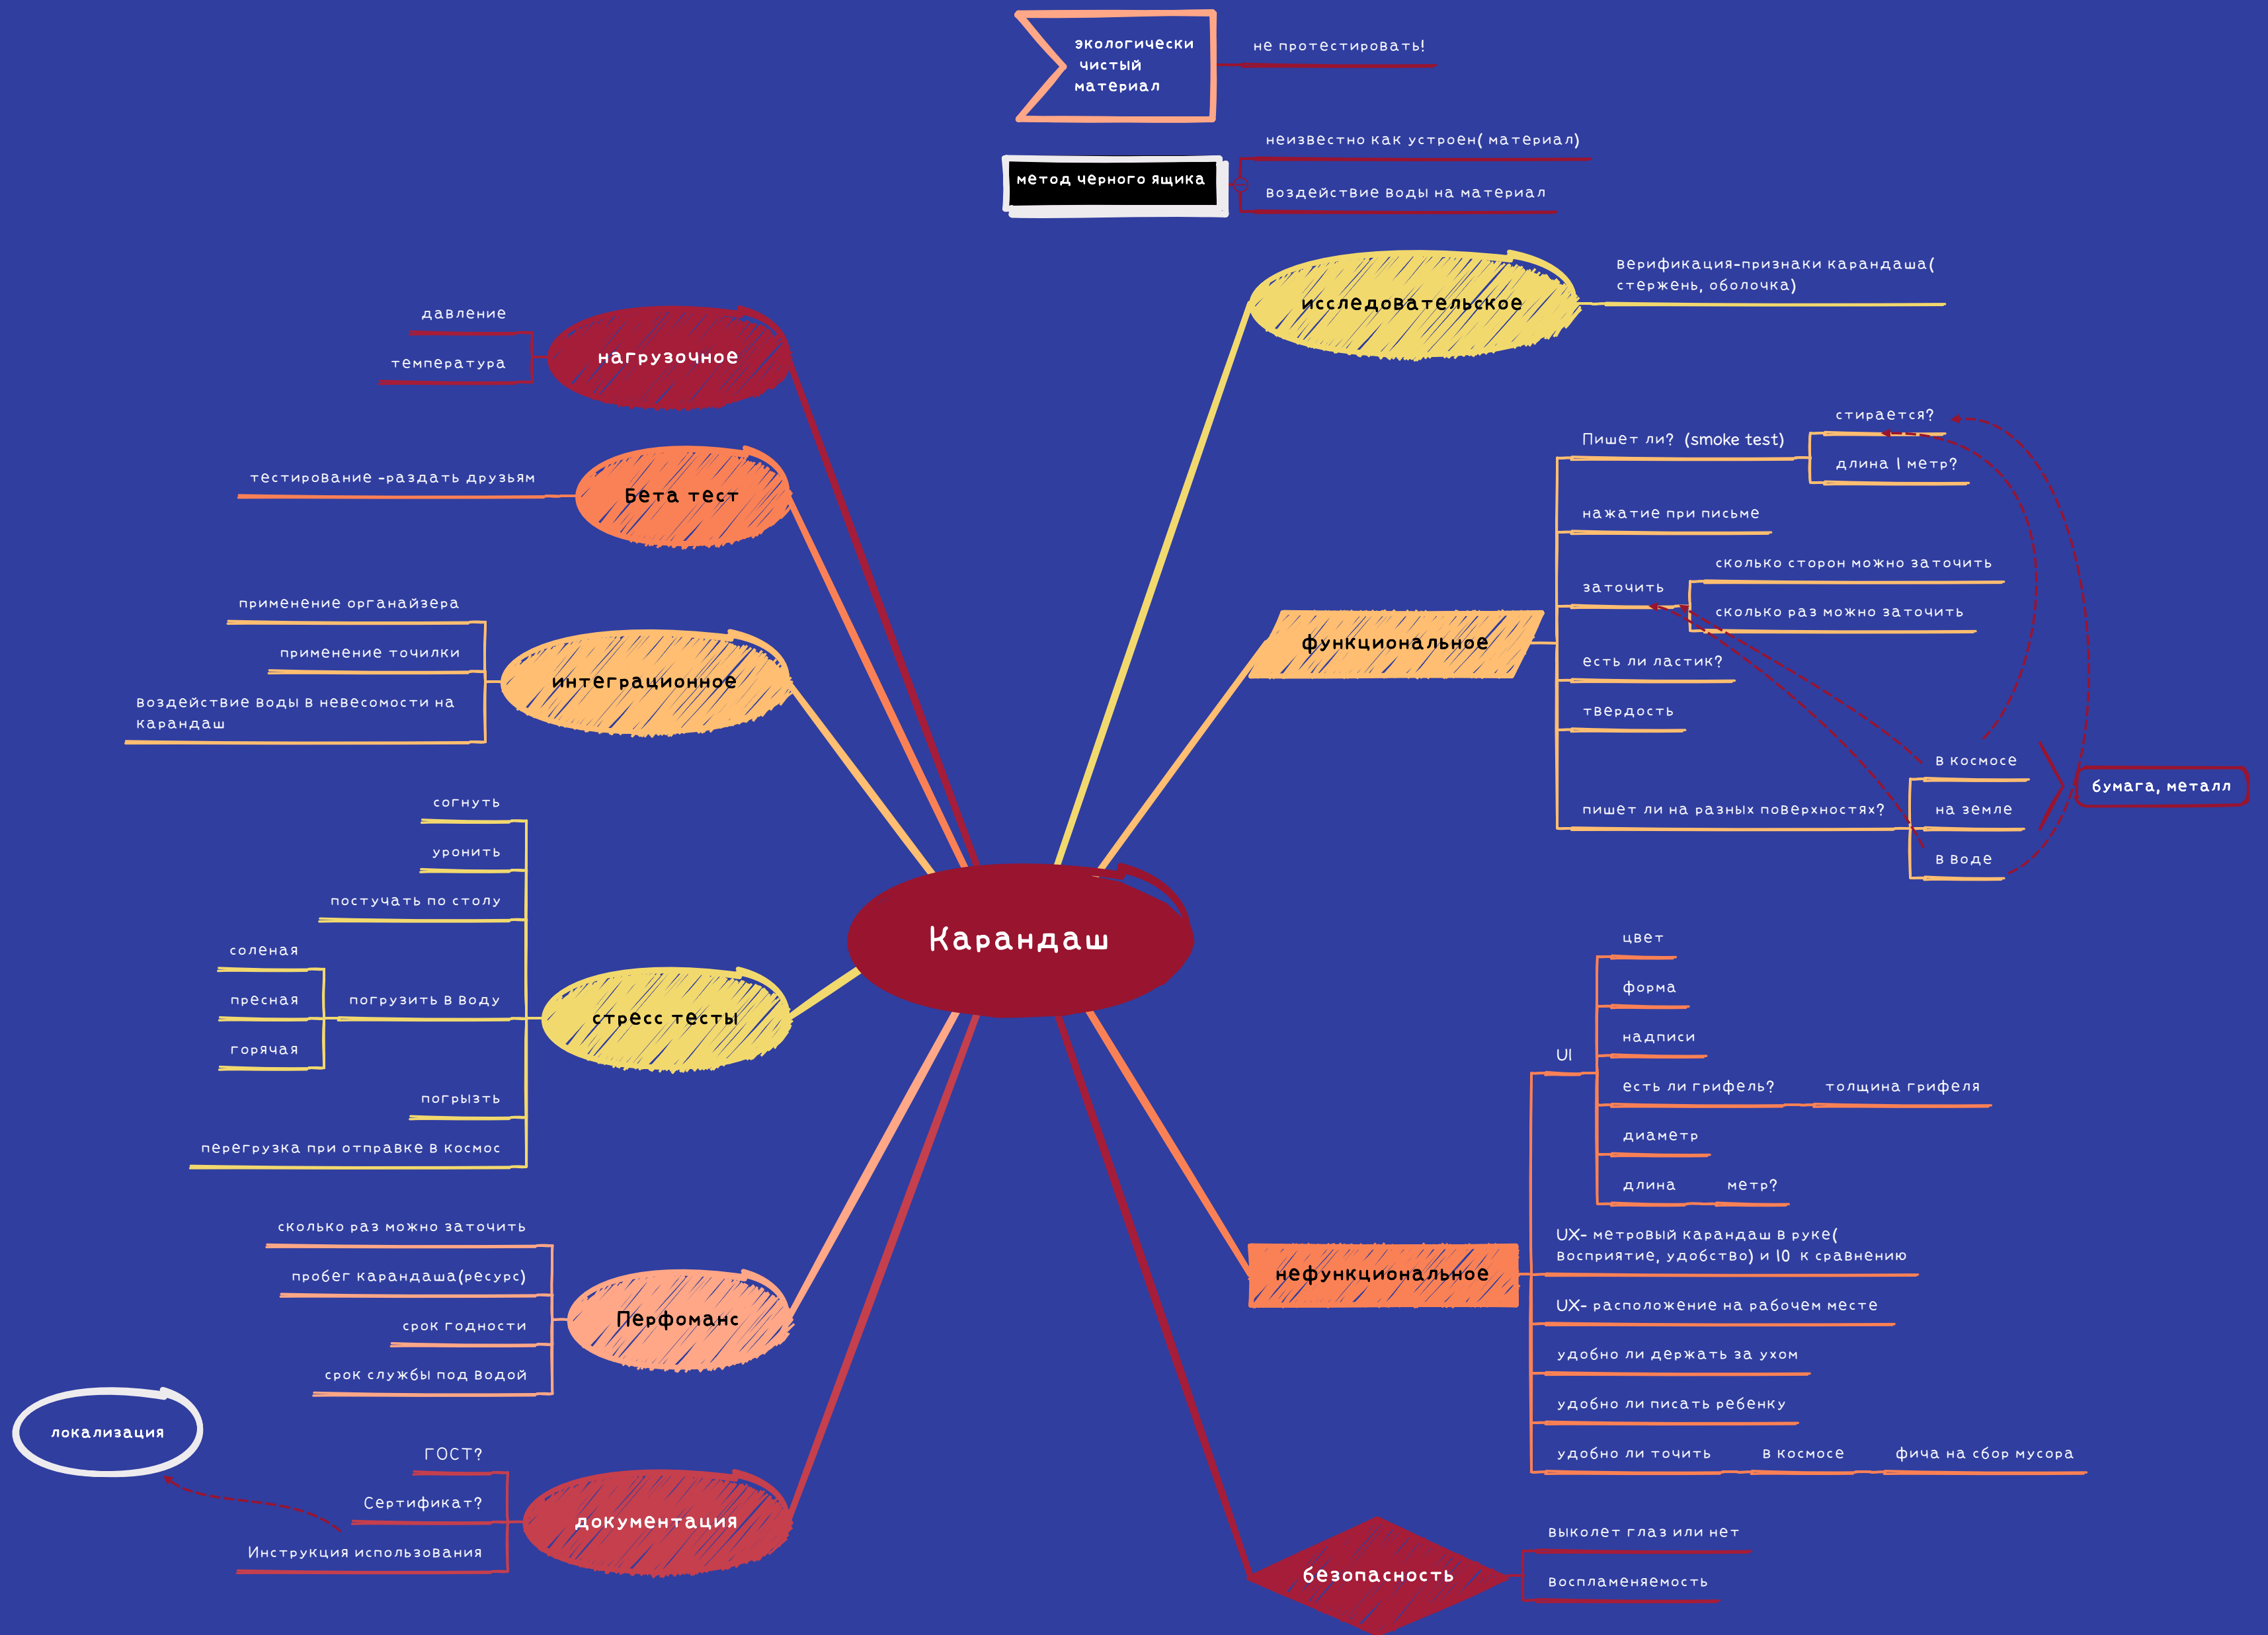 экологически
чистый
материал
не протестировать!
неизвестно как устроен( материал)
метод черного ящика
воздействие воды на материал
исследовательское
верификация-признаки карандаша(
стержень, оболочка)
нагрузочное
давление
температура
Бета тест
тестирование -раздать друзьям
интеграционное
применение органайзера
применение точилки
воздействие воды в невесомости на
карандаш
функциональное
Пишет ли? (smoke test)
стирается?
длина 1 метр?
нажатие при письме
заточить
сколько сторон можно заточить
сколько раз можно заточить
есть ли ластик?
твердость
пишет ли на разных поверхностях?
в космосе
на земле
в воде
бумага, металл
Карандаш
стресс тесты
согнуть
уронить
постучать по столу
погрузить в воду
соленая
пресная
горячая
погрызть
перегрузка при отправке в космос
нефункциональное
UI
цвет
форма
надписи
есть ли грифель?
толщина грифеля
диаметр
длина
метр?
UX- метровый карандаш в руке(
восприятие, удобство) и 10 к сравнению
UX- расположение на рабочем месте
удобно ли держать за ухом
удобно ли писать ребенку
удобно ли точить
в космосе
фича на сбор мусора
Перфоманс
сколько раз можно заточить
пробег карандаша(ресурс)
срок годности
срок службы под водой
локализация
документация
ГОСТ?
Сертификат?
Инструкция использования
безопасность
выколет глаз или нет
воспламеняемость